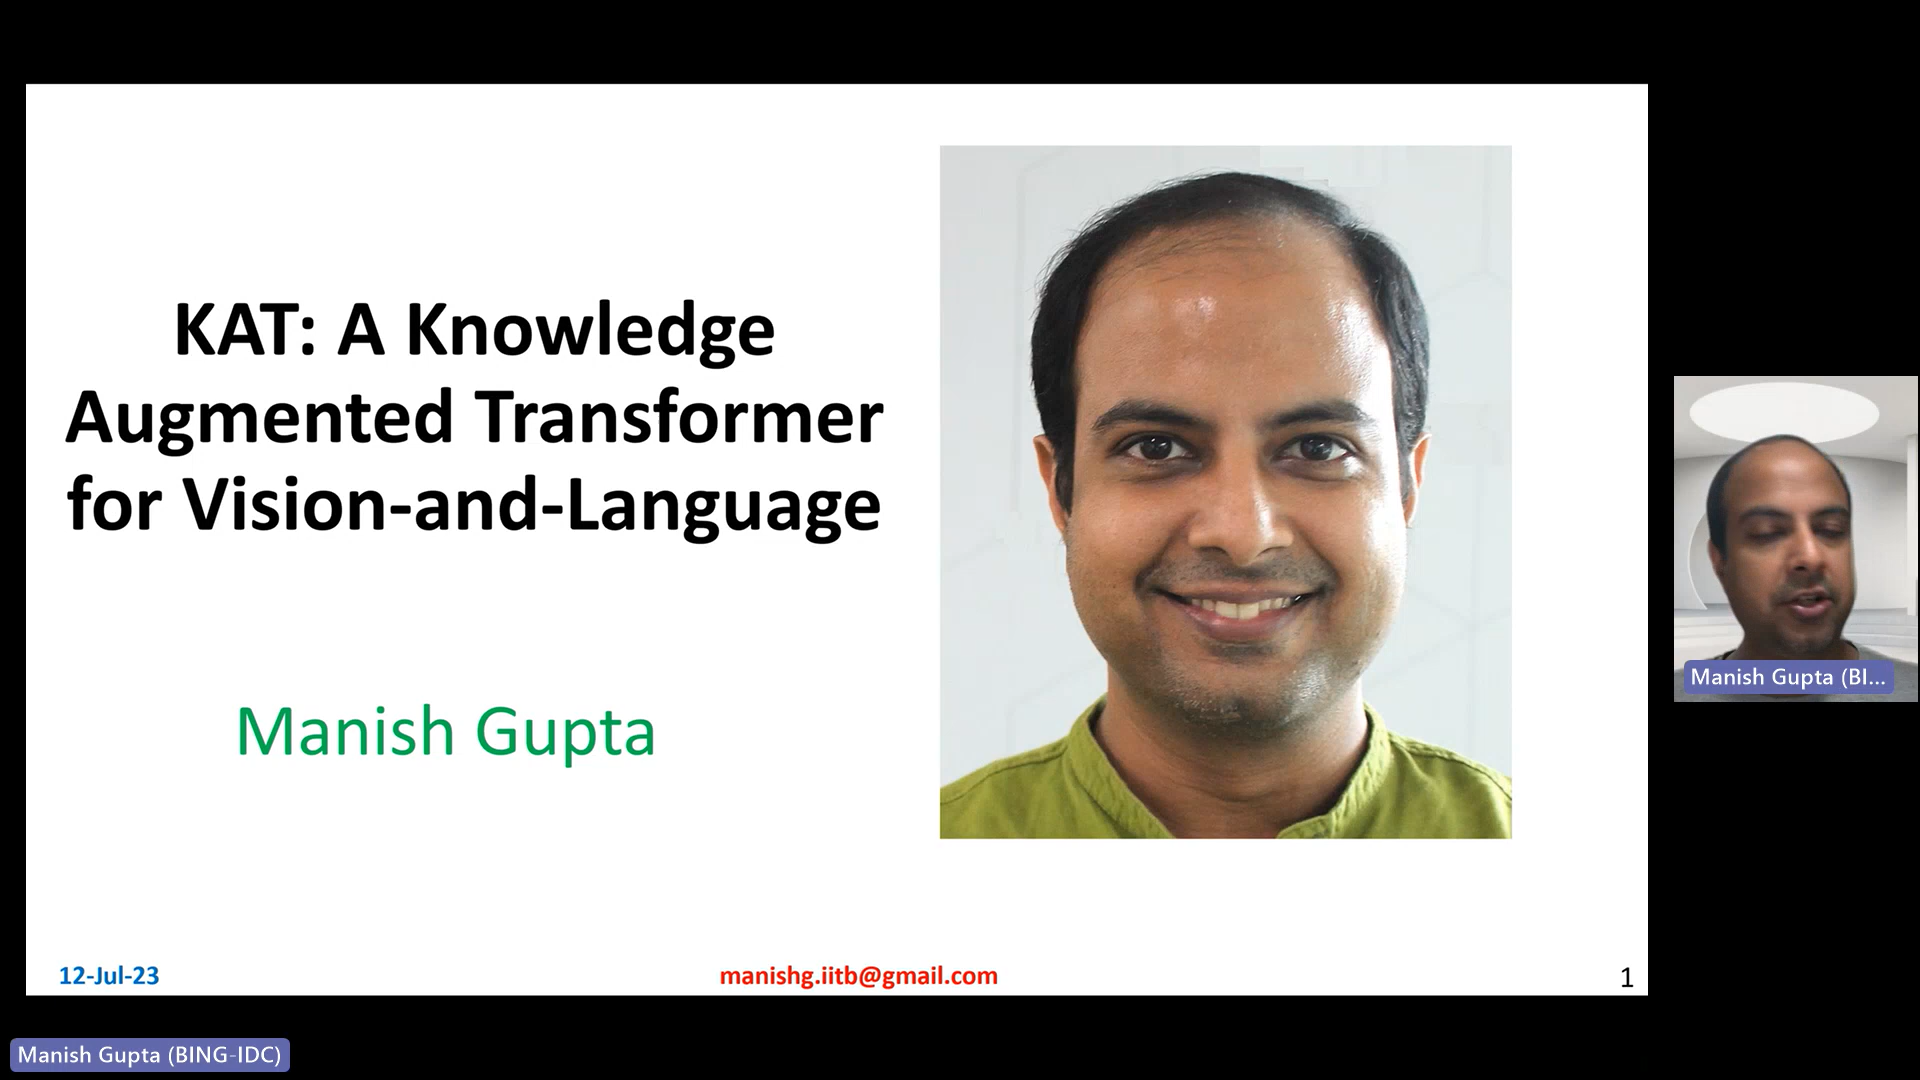 KAT: A Knowledge
Augmented Transformer
for Vision-and-Language
Manish Gupta
12-Jul-23
manishg.iitb@gmail.com
1
Manish Gupta (BI...
Manish Gupta (BING-IDC)